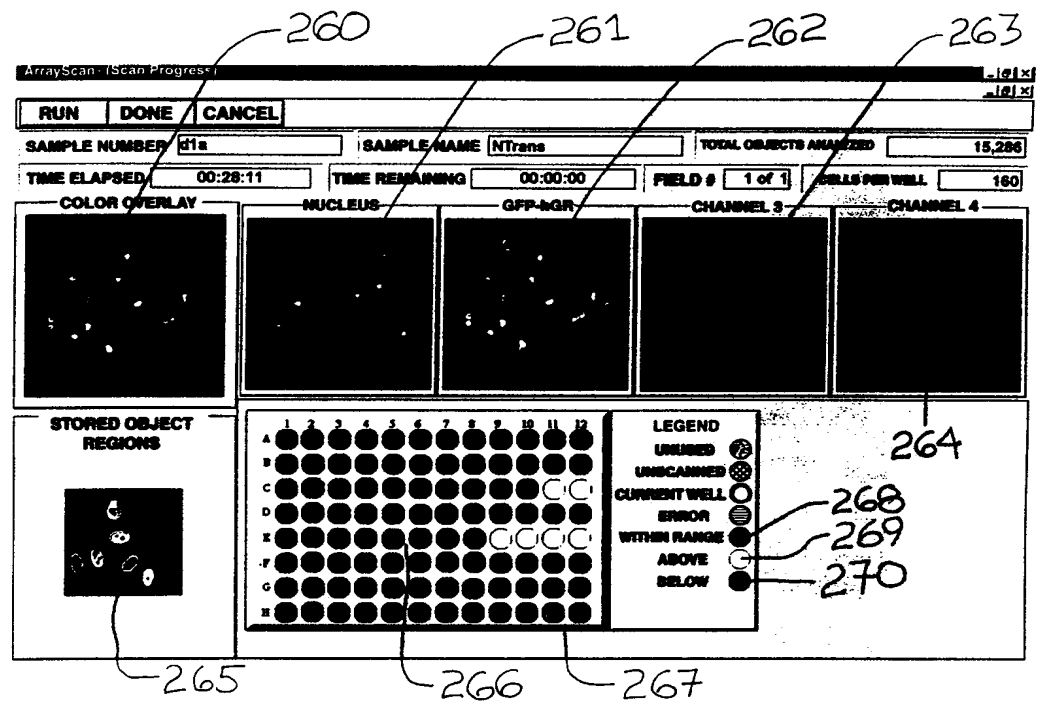 260 261 262 263
ArrayScan - [Scan Progress]
RUN DONE CANCEL
SAMPLE NUMBER d1a SAMPLE NAME NTrans TOTAL OBJECTS ANALYZED 15,286
TIME ELAPSED 00:28:11 TIME REMAINING 00:00:00 FIELD # 1 of 1 CELLS PER WELL 160
COLOR OVERLAY NUCLEUS GFP-hGR CHANNEL 3 CHANNEL 4
STORED OBJECT
REGIONS
1 2 3 4 5 6 7 8 9 10 11 12
A
B
C
D
E
F
G
H
LEGEND
UNUSED
UNSCANNED
CURRENT WELL
ERROR
WITHIN RANGE
ABOVE
BELOW
264
268
269
270
265 266 267